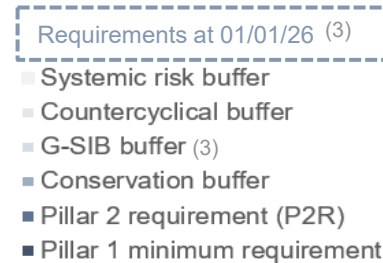 Requirements at 01/01/26 (3)
Systemic risk buffer
Countercyclical buffer
G-SIB buffer (3)
Conservation buffer
Pillar 2 requirement (P2R)
Pillar 1 minimum requirement